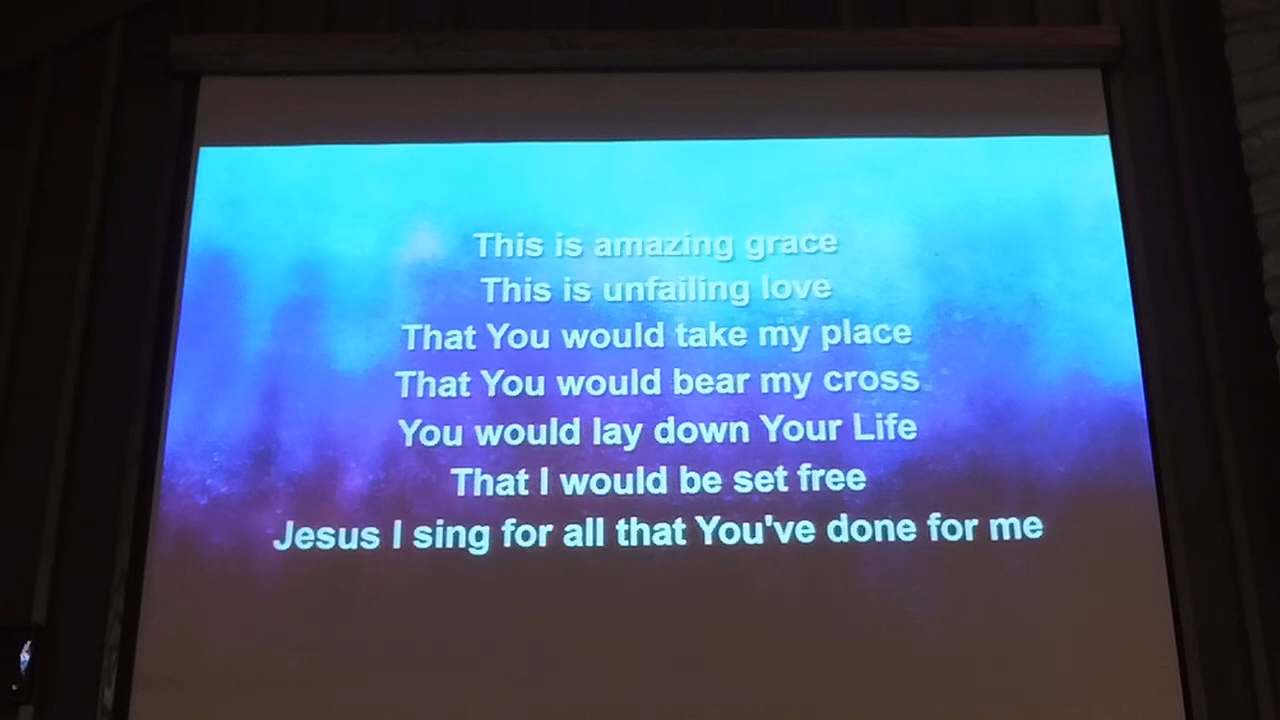 This is amazing grace
This is unfailing love
That You would take my place
That You would bear my cross
You would lay down Your Life
That I would be set free
Jesus I sing for all that You've done for me